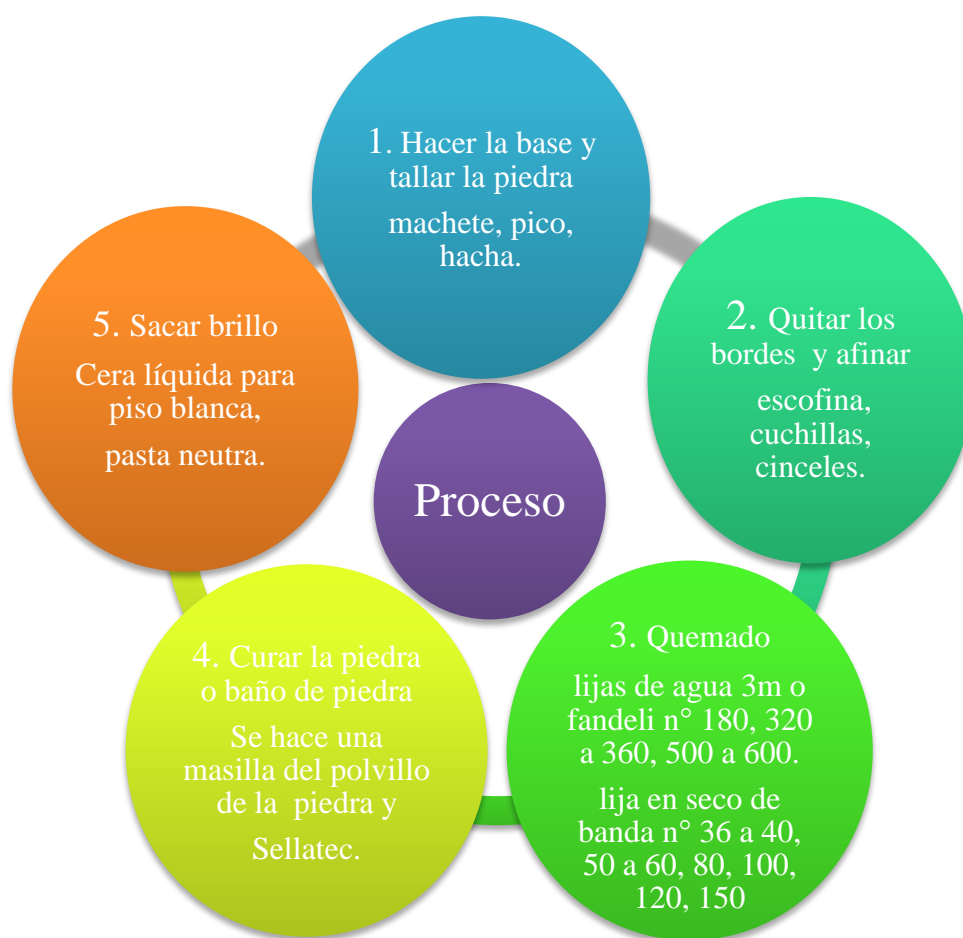 1. Hacer la base y
tallar la piedra
machete, pico,
hacha.
2. Quitar los
bordes y afinar
escofina,
cuchillas,
cinceles.
3. Quemado
lijas de agua 3m o
fandeli n° 180, 320
a 360, 500 a 600.
lija en seco de
banda n° 36 a 40,
50 a 60, 80, 100,
120, 150
4. Curar la piedra
o baño de piedra
Se hace una
masilla del polvillo
de la piedra y
Sellatec.
5. Sacar brillo
Cera líquida para
piso blanca,
pasta neutra.
Proceso